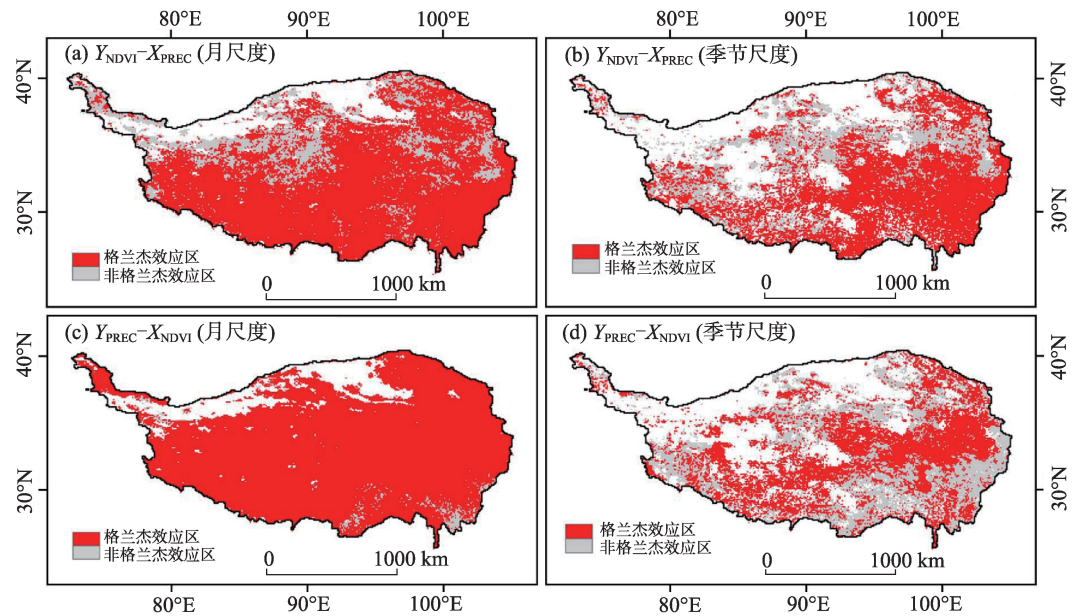 80°E 90°E 100°E
80°E 90°E 100°E
(a) Y_NDVI–X_PREC (月尺度)
40°N
30°N
格兰杰效应区
非格兰杰效应区
0 1000 km
(b) Y_NDVI–X_PREC (季节尺度)
40°N
30°N
格兰杰效应区
非格兰杰效应区
0 1000 km
(c) Y_PREC–X_NDVI (月尺度)
40°N
30°N
格兰杰效应区
非格兰杰效应区
0 1000 km
(d) Y_PREC–X_NDVI (季节尺度)
40°N
30°N
格兰杰效应区
非格兰杰效应区
0 1000 km
80°E 90°E 100°E
80°E 90°E 100°E